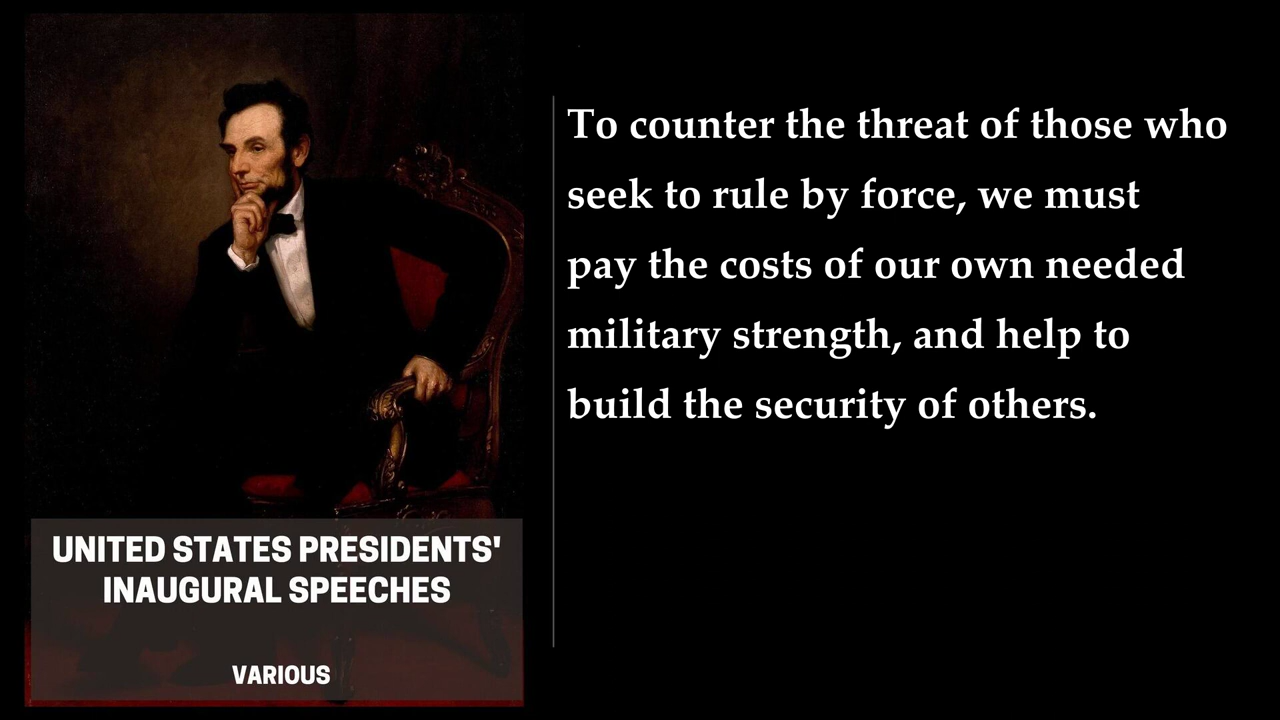 To counter the threat of those who
seek to rule by force, we must
pay the costs of our own needed
military strength, and help to
build the security of others.
UNITED STATES PRESIDENTS'
INAUGURAL SPEECHES
VARIOUS